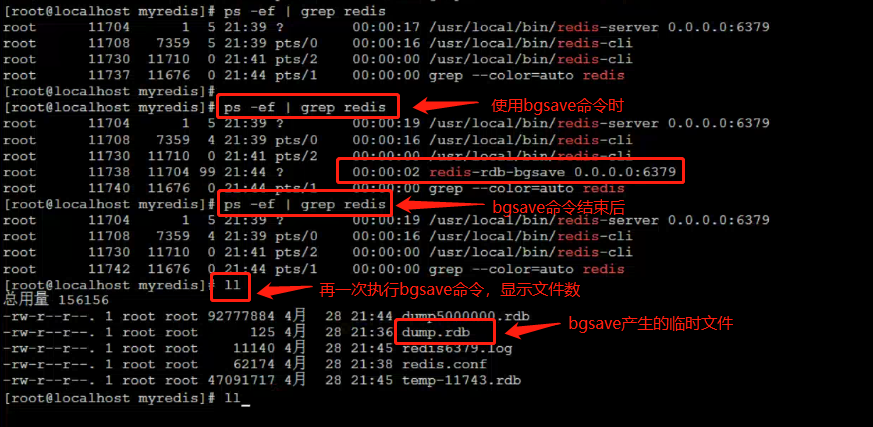 [root@localhost myredis]# ps -ef | grep redis
root 11704 1 5 21:39 ? 00:00:17 /usr/local/bin/redis-server 0.0.0.0:6379
root 11708 7359 5 21:39 pts/0 00:00:16 redis-cli
root 11730 11710 0 21:41 pts/2 00:00:00 redis-cli
root 11737 11676 0 21:44 pts/1 00:00:00 grep --color=auto redis
[root@localhost myredis]#
[root@localhost myredis]# ps -ef | grep redis 使用bgsave命令时
root 11704 1 5 21:39 ? 00:00:19 /usr/local/bin/redis-server 0.0.0.0:6379
root 11708 7359 4 21:39 pts/0 00:00:16 redis-cli
root 11730 11710 0 21:41 pts/2 00:00:00 redis-cli
root 11738 11704 99 21:44 ? 00:00:02 redis-rdb-bgsave 0.0.0.0:6379
root 11740 11676 0 21:44 pts/1 00:00:00 grep --color=auto redis
[root@localhost myredis]# ps -ef | grep redis bgsave命令结束后
root 11704 1 5 21:39 ? 00:00:19 /usr/local/bin/redis-server 0.0.0.0:6379
root 11708 7359 4 21:39 pts/0 00:00:16 redis-cli
root 11730 11710 0 21:41 pts/2 00:00:00 redis-cli
root 11742 11676 0 21:44 pts/1 00:00:00 grep --color=auto redis
[root@localhost myredis]# ll 再一次执行bgsave命令，显示文件数
总用量 156156
-rw-r--r--. 1 root root 92777884 4月 28 21:44 dump5000000.rdb
-rw-r--r--. 1 root root 125 4月 28 21:36 dump.rdb bgsave产生的临时文件
-rw-r--r--. 1 root root 11140 4月 28 21:45 redis6379.log
-rw-r--r--. 1 root root 62174 4月 28 21:38 redis.conf
-rw-r--r--. 1 root root 47091717 4月 28 21:45 temp-11743.rdb
[root@localhost myredis]# ll_